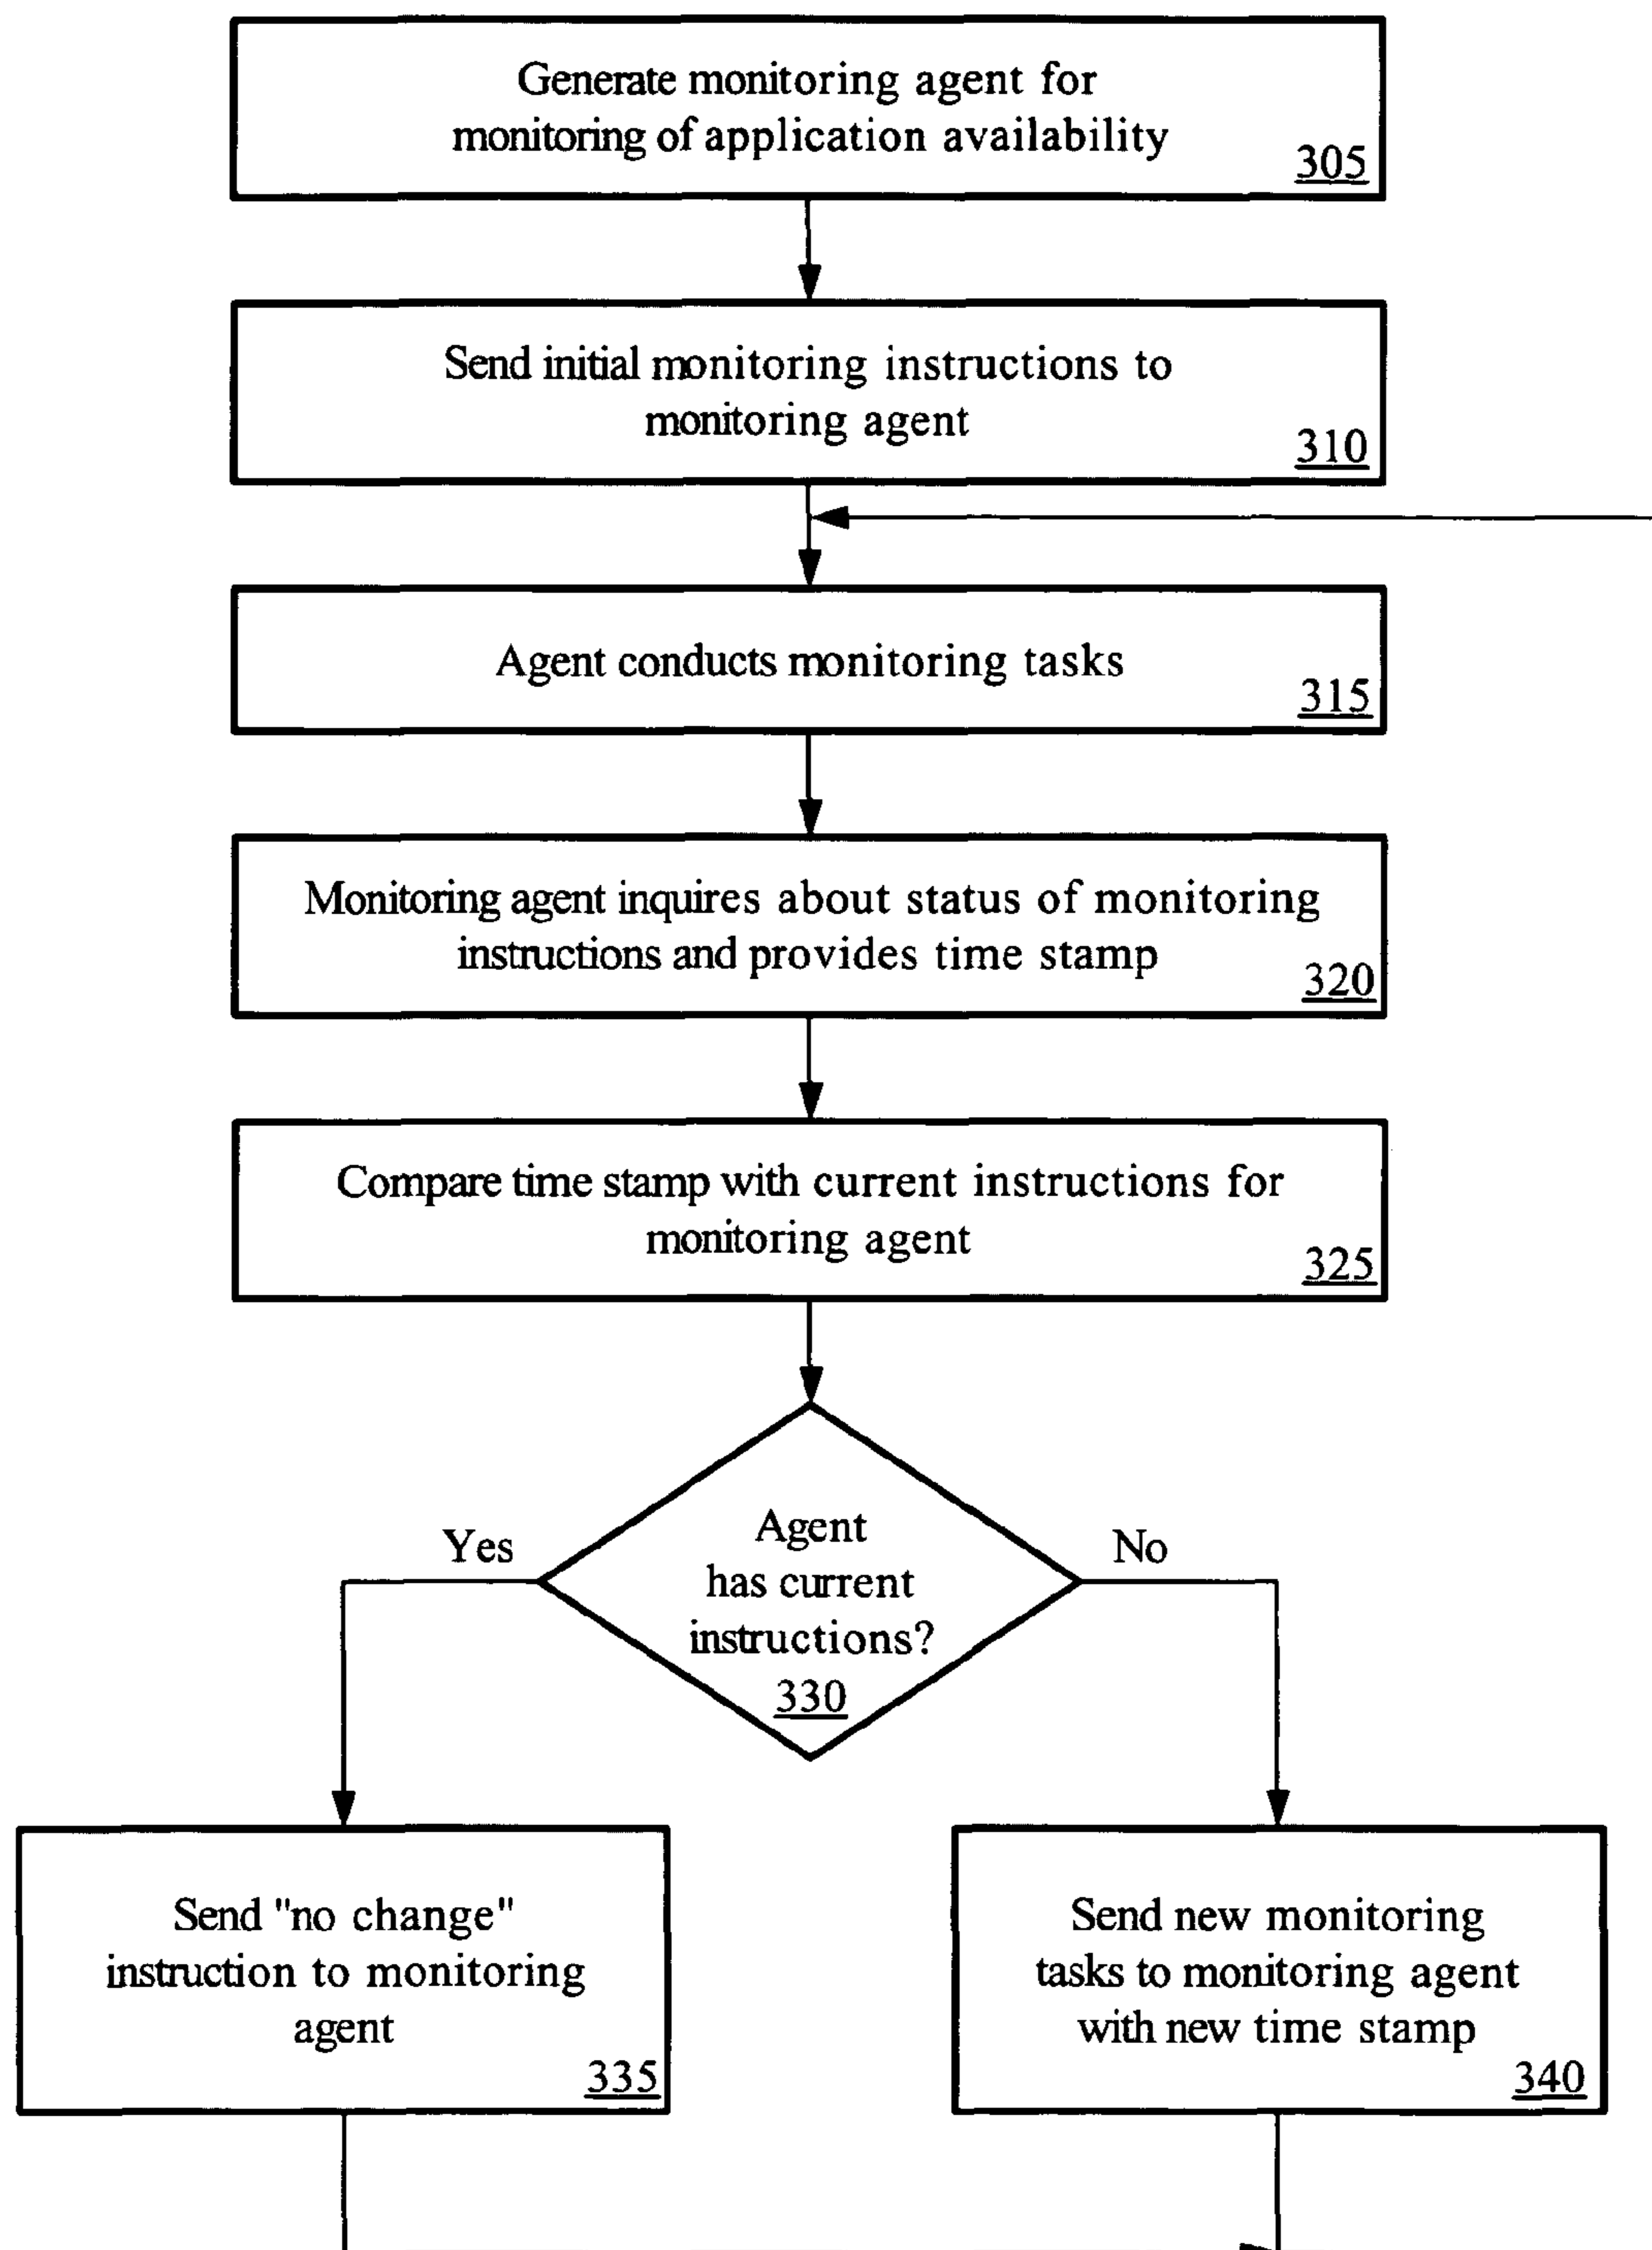 Generate monitoring agent for
monitoring of application availability
305
Send initial monitoring instructions to
monitoring agent
310
Agent conducts monitoring tasks
315
Monitoring agent inquires about status of monitoring
instructions and provides time stamp
320
Compare time stamp with current instructions for
monitoring agent
325
Agent
has current
instructions?
330
Yes
No
Send "no change"
instruction to monitoring
agent
335
Send new monitoring
tasks to monitoring agent
with new time stamp
340